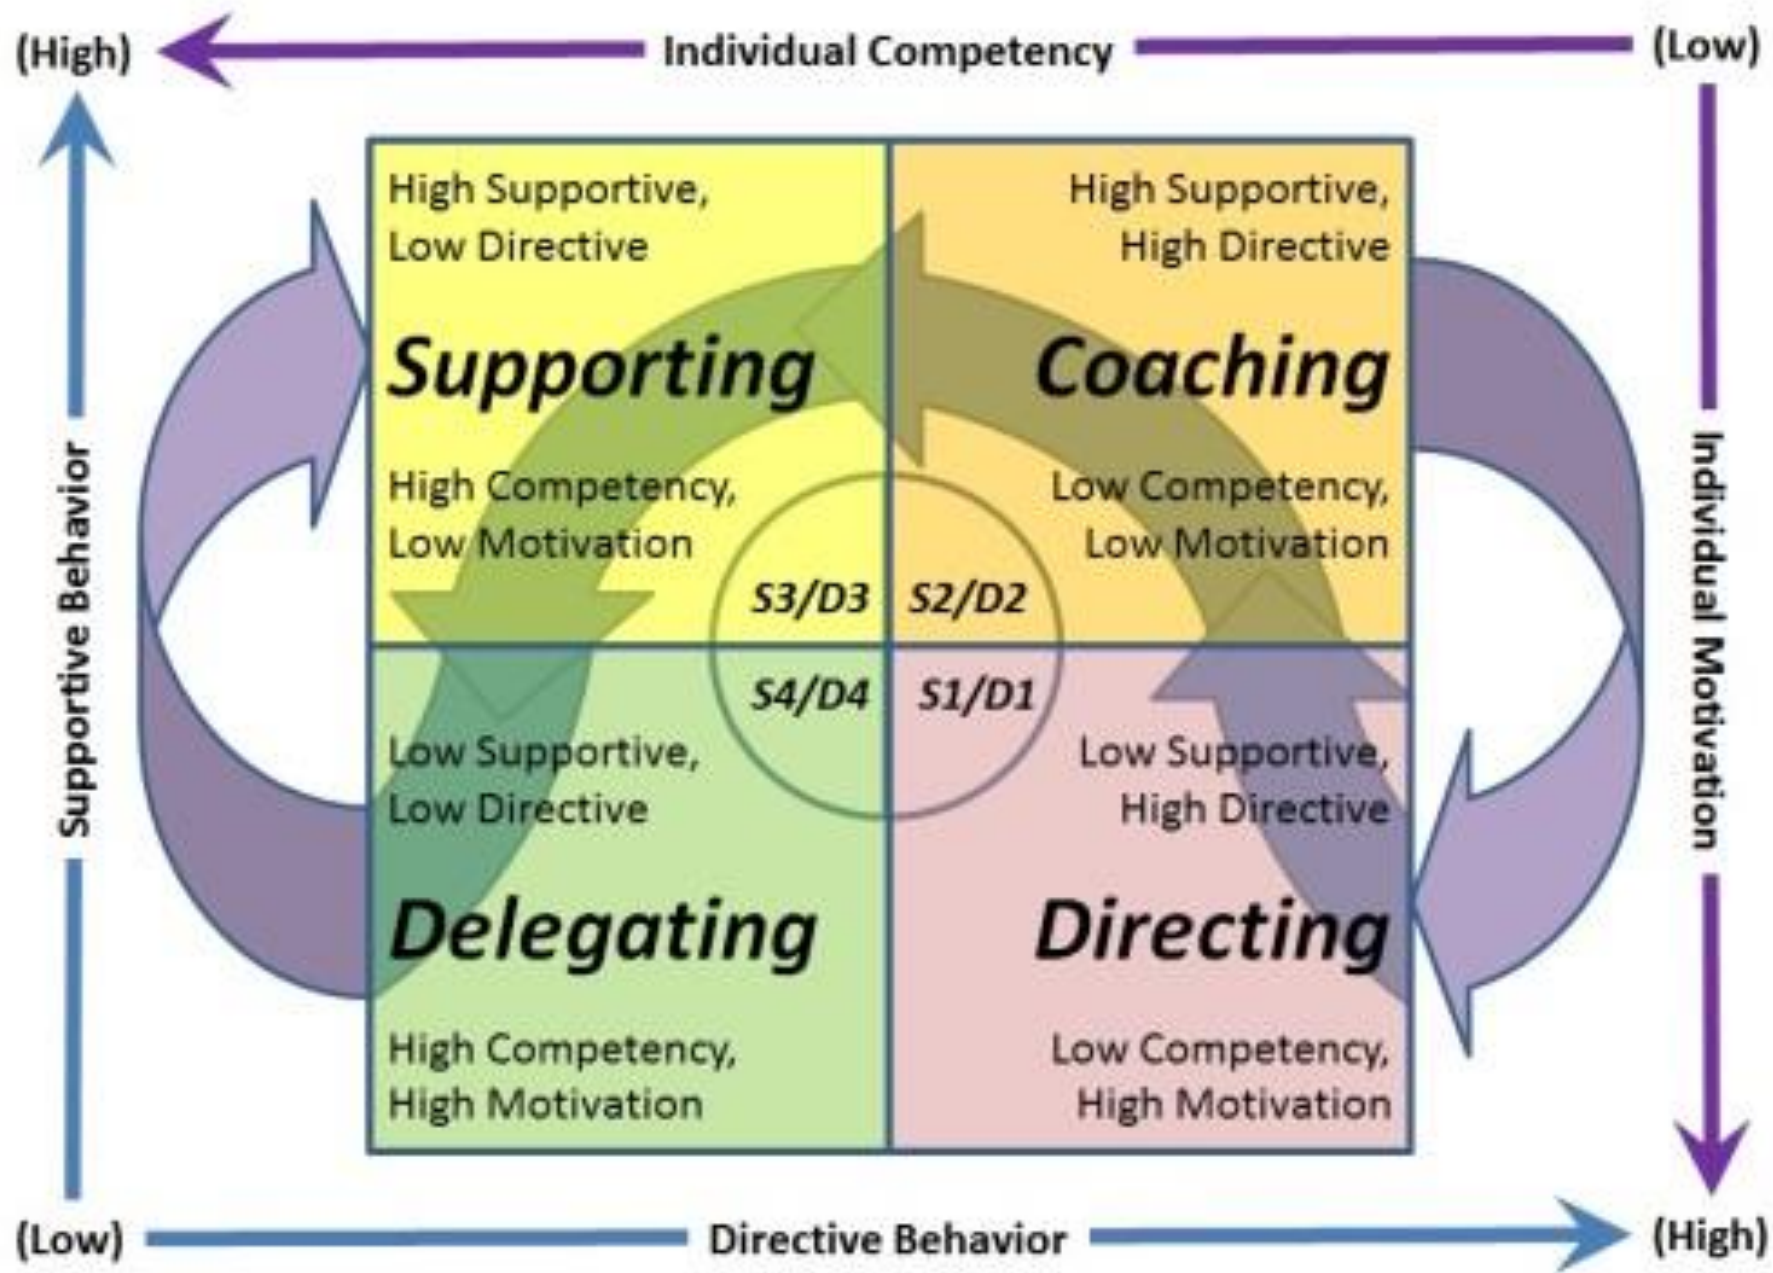 (High)
Individual Competency
(Low)
Supportive Behavior
Individual Motivation
High Supportive,
Low Directive
Supporting
High Competency,
Low Motivation
S3/D3
High Supportive,
High Directive
Coaching
Low Competency,
Low Motivation
S2/D2
S4/D4
Low Supportive,
Low Directive
Delegating
High Competency,
High Motivation
S1/D1
Low Supportive,
High Directive
Directing
Low Competency,
High Motivation
(Low)
Directive Behavior
(High)